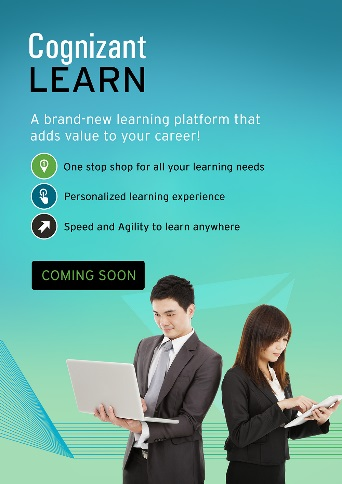 Cognizant
LEARN
A brand-new learning platform that
adds value to your career!
One stop shop for all your learning needs
Personalized learning experience
Speed and Agility to learn anywhere
COMING SOON